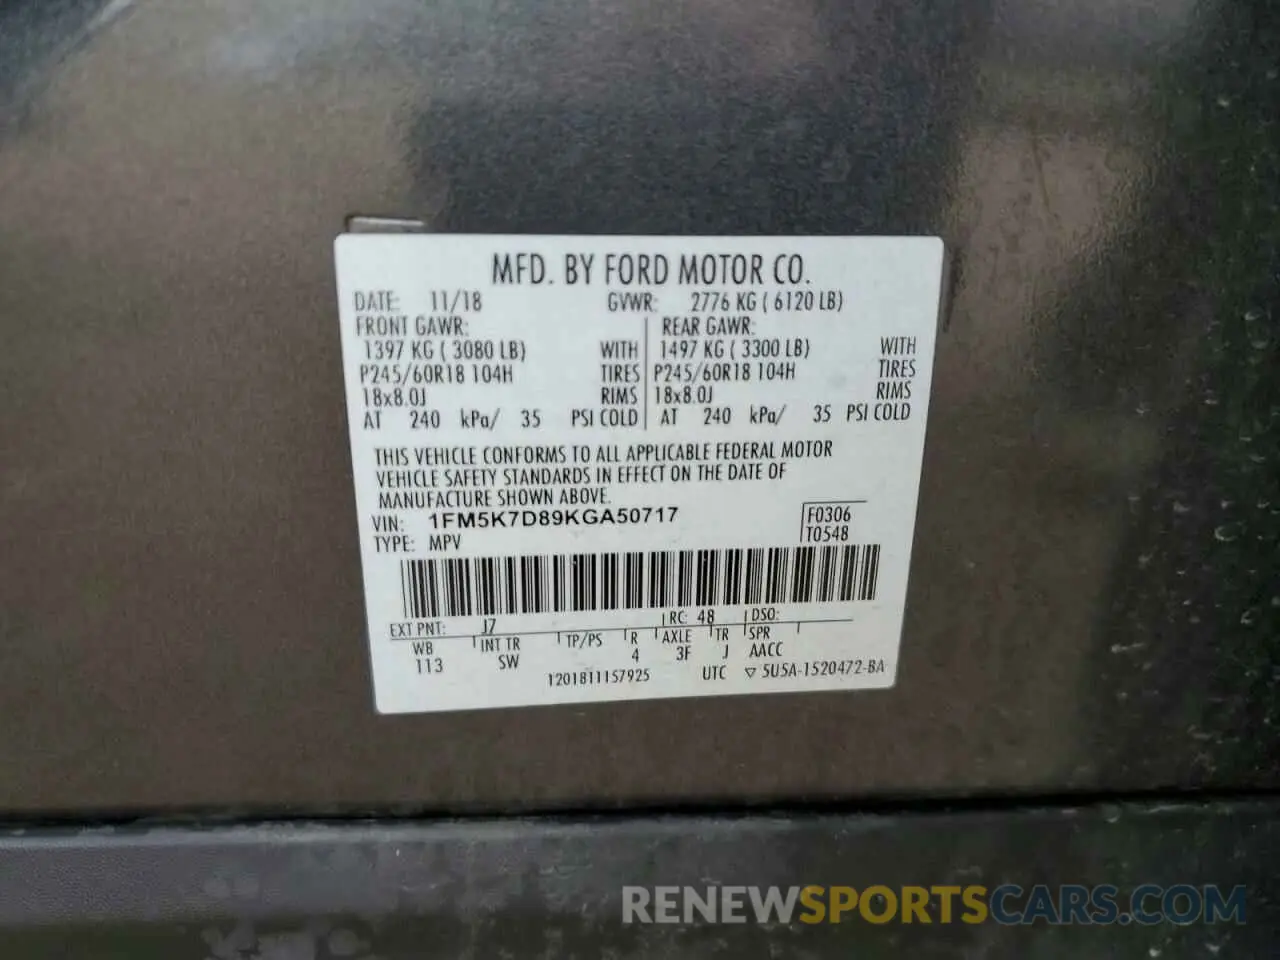 MFD. BY FORD MOTOR CO.
DATE: 11/18 GVWR: 2776 KG ( 6120 LB)
FRONT GAWR: REAR GAWR:
1397 KG ( 3080 LB) WITH 1497 KG ( 3300 LB) WITH
P245/60R18 104H TIRES P245/60R18 104H TIRES
18x8.0J RIMS 18x8.0J RIMS
AT 240 kPa/ 35 PSI COLD AT 240 kPa/ 35 PSI COLD
THIS VEHICLE CONFORMS TO ALL APPLICABLE FEDERAL MOTOR
VEHICLE SAFETY STANDARDS IN EFFECT ON THE DATE OF
MANUFACTURE SHOWN ABOVE.
VIN: 1FM5K7D89KGA50717 F0306
TYPE: MPV T0548
EXT PNT: J7 RC: 48 DSO:
WB INT TR TP/PS R AXLE TR SPR
113 SW 4 3F J AACC
1201811157925 UTC ▽ 5U5A-1520472-BA
RENEWSPORTSCARS.COM